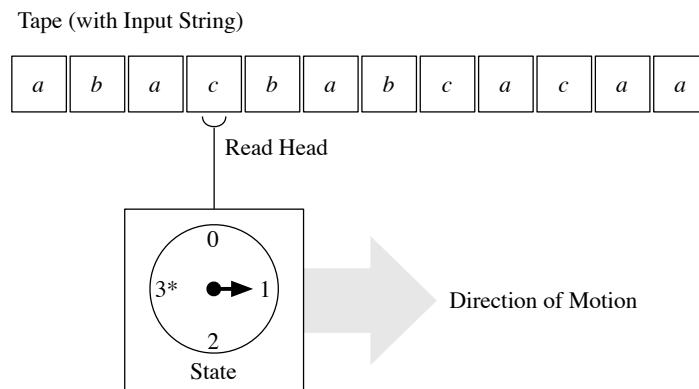 Tape (with Input String)
a b a c b a b c a c a a
Read Head
0
3* 1
2
State
Direction of Motion